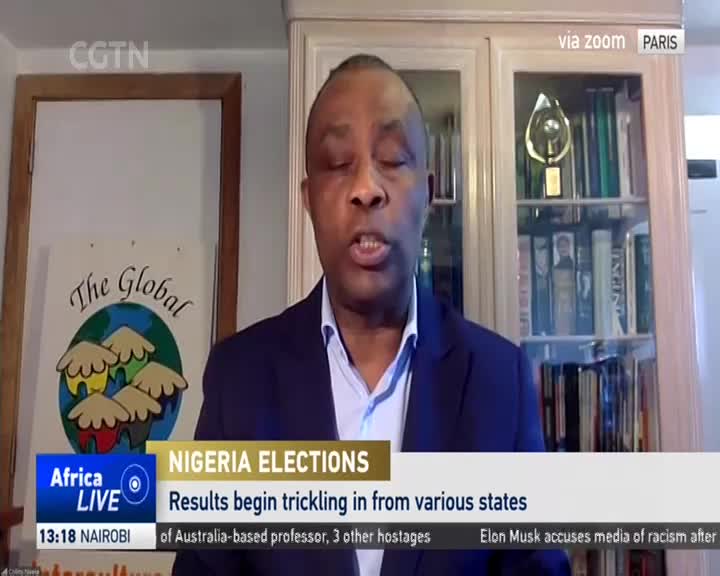 CGTN
via zoom PARIS
The Global
NIGERIA ELECTIONS
Africa
LIVE
Results begin trickling in from various states
13:18 NAIROBI
of Australia-based professor, 3 other hostages Elon Musk accuses media of racism after